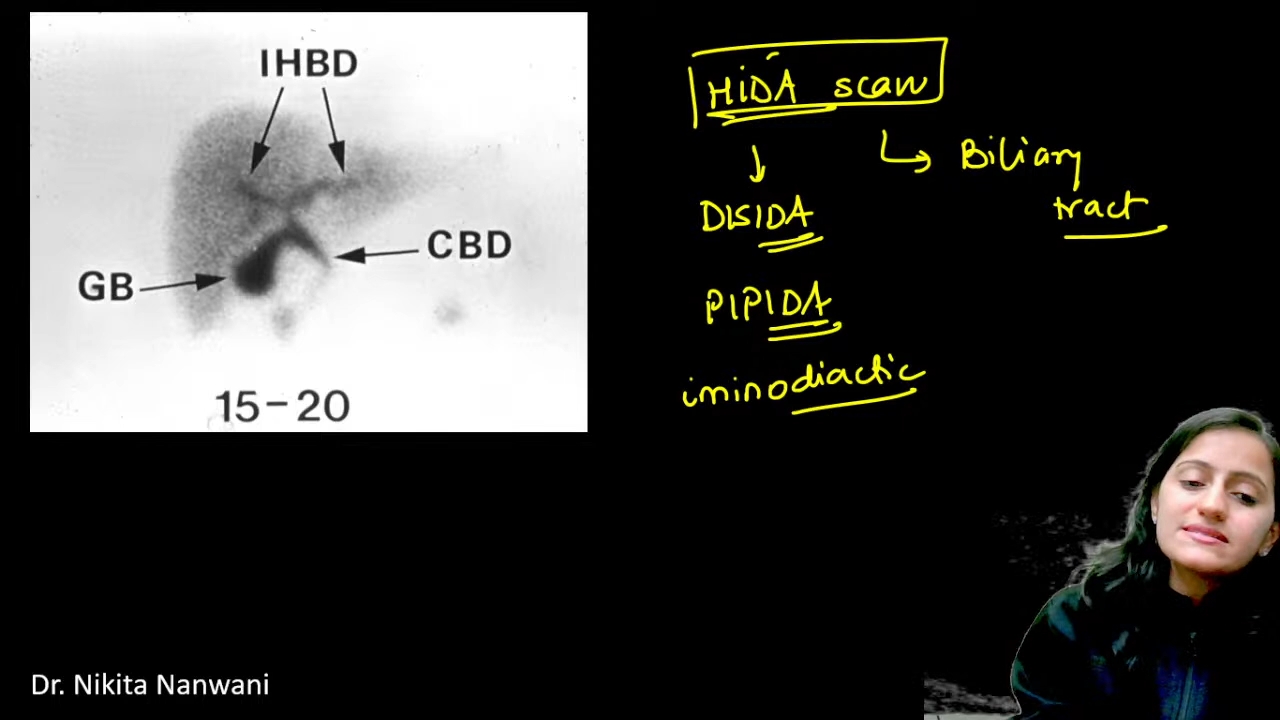 IHBD
CBD
GB
15-20
HIDA scan
Biliary
tract
DISIDA
PIPIDA
iminodiactic
Dr. Nikita Nanwani